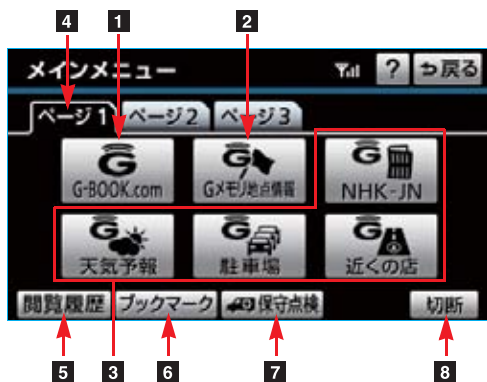 4 1 2
メインメニュー ? 戻る
ページ1 ページ2 ページ3
G G G
G-BOOK.com Gメモリ地点情報 NHK-JN
G G G
天気予報 駐車場 近くの店
閲覧履歴 ブックマーク 保守点検 切断
5 3 6 7 8